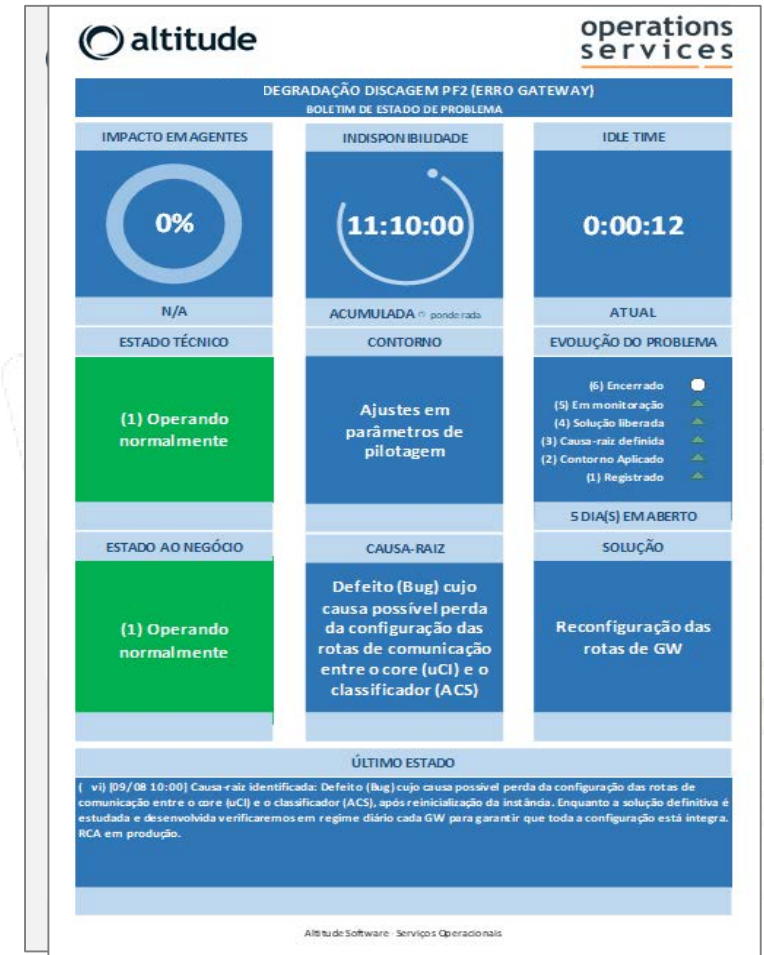 altitude
operations
services
DEGRADAÇÃO DISCAGEM PF2 (ERRO GATEWAY)
BOLETIM DE ESTADO DE PROBLEMA
IMPACTO EM AGENTES
0%
N/A
INDISPONIBILIDADE
11:10:00
ACUMULADA ponderada
IDLE TIME
0:00:12
ATUAL
ESTADO TÉCNICO
(1) Operando
normalmente
CONTORNO
Ajustes em
parâmetros de
pilotagem
EVOLUÇÃO DO PROBLEMA
(6) Encerrado
(5) Em monitoração
(4) Solução liberada
(3) Causa-raiz definida
(2) Contorno Aplicado
(1) Registrado
5 DIA(S) EM ABERTO
ESTADO AO NEGÓCIO
(1) Operando
normalmente
CAUSA-RAIZ
Defeito (Bug) cujo
causa possível perda
da configuração das
rotas de comunicação
entre o core (uCI) e o
classificador (ACS)
SOLUÇÃO
Reconfiguração das
rotas de GW
ÚLTIMO ESTADO
( vi) [09/08 10:00] Causa-raiz identificada: Defeito (Bug) cujo causa possível perda da configuração das rotas de
comunicação entre o core (uCI) e o classificador (ACS), após reinicialização da instância. Enquanto a solução definitiva é
estudada e desenvolvida verificaremos em regime diário cada GW para garantir que toda a configuração está íntegra.
RCA em produção.
Altitude Software - Serviços Operacionais